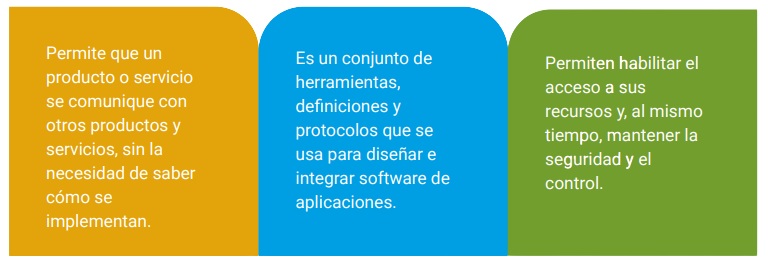 Permite que un
producto o servicio
se comunique con
otros productos y
servicios, sin la
necesidad de saber
cómo se
implementan.
Es un conjunto de
herramientas,
definiciones y
protocolos que se
usa para diseñar e
integrar software de
aplicaciones.
Permiten habilitar el
acceso a sus
recursos y, al mismo
tiempo, mantener la
seguridad y el
control.